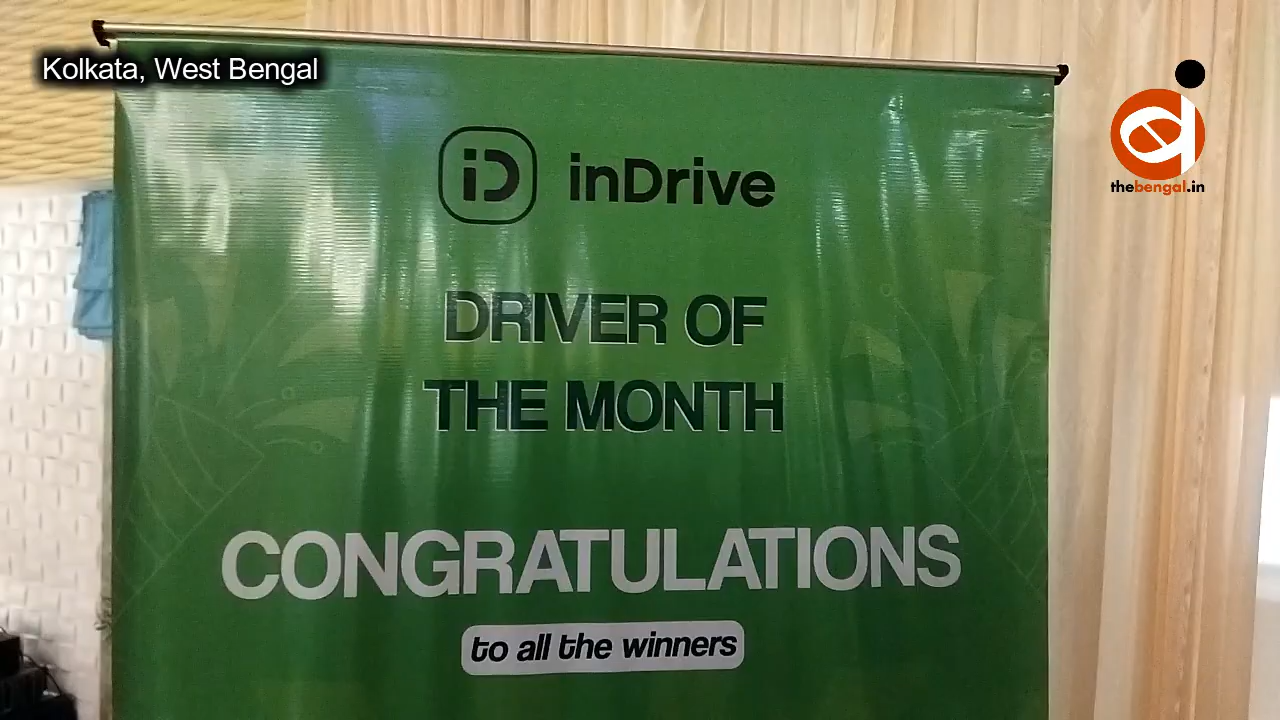 Kolkata, West Bengal
thebengal.in
iD inDrive
DRIVER OF
THE MONTH
CONGRATULATIONS
to all the winners